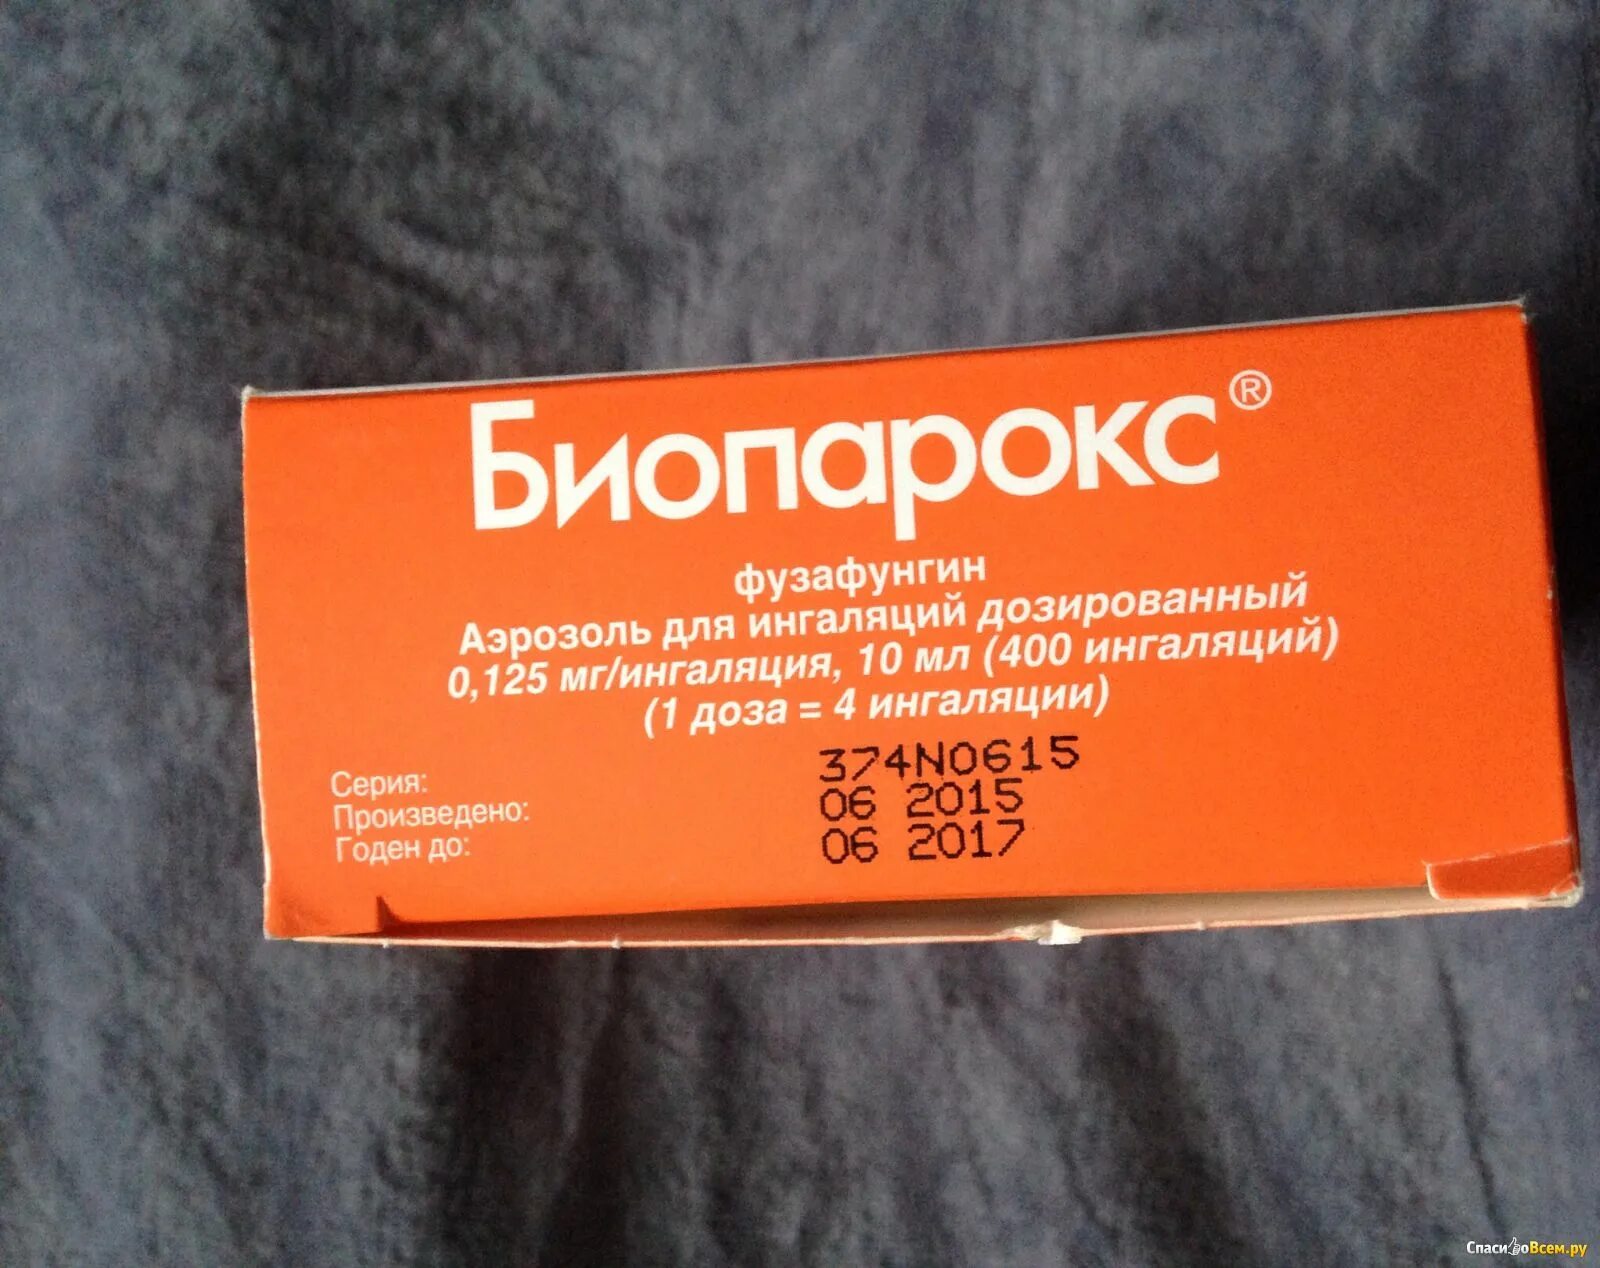 Биопарокс®
фузафунгин
Аэрозоль для ингаляций дозированный
0,125 мг/ингаляция, 10 мл (400 ингаляций)
(1 доза = 4 ингаляции)
Серия: 374N0615
Произведено: 06 2015
Годен до: 06 2017
СпасибоВсем.ру